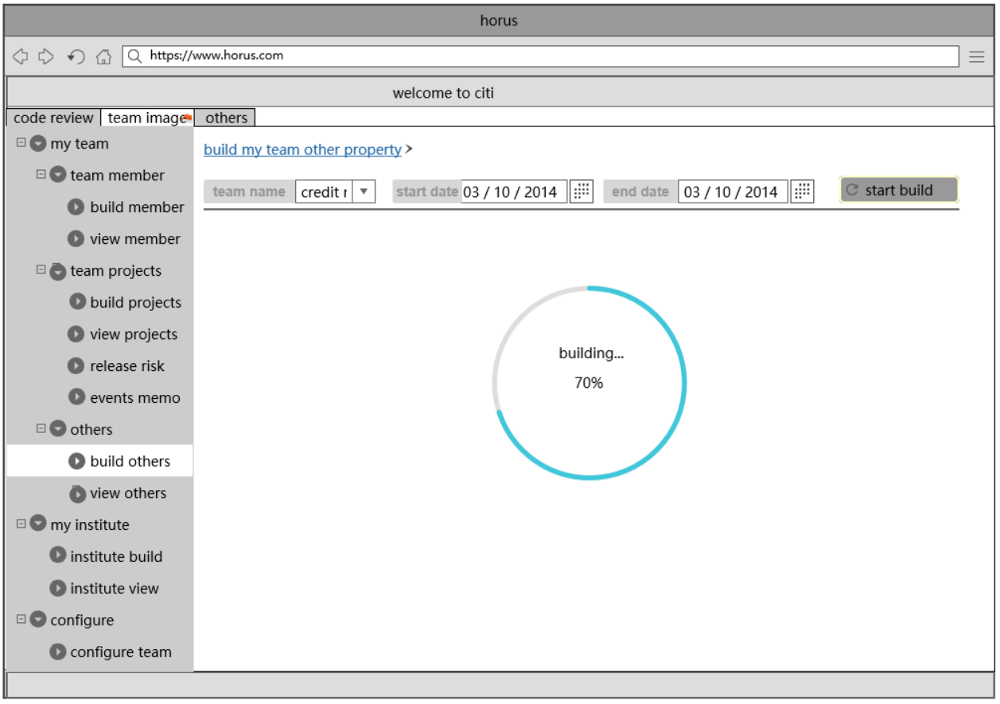 horus
https://www.horus.com
welcome to citi
code review team image others
my team
team member
build member
view member
team projects
build projects
view projects
release risk
events memo
others
build others
view others
my institute
institute build
institute view
configure
configure team
build my team other property >
team name credit r start date 03 / 10 / 2014 end date 03 / 10 / 2014 start build
building...
70%